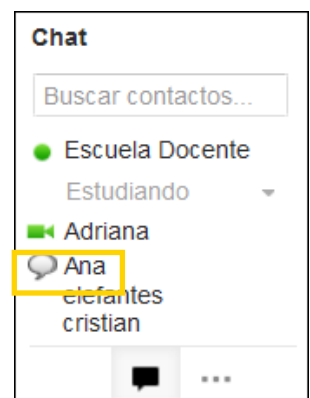 Chat
Buscar contactos...
Escuela Docente
Estudiando
Adriana
Ana
elefantes
cristian